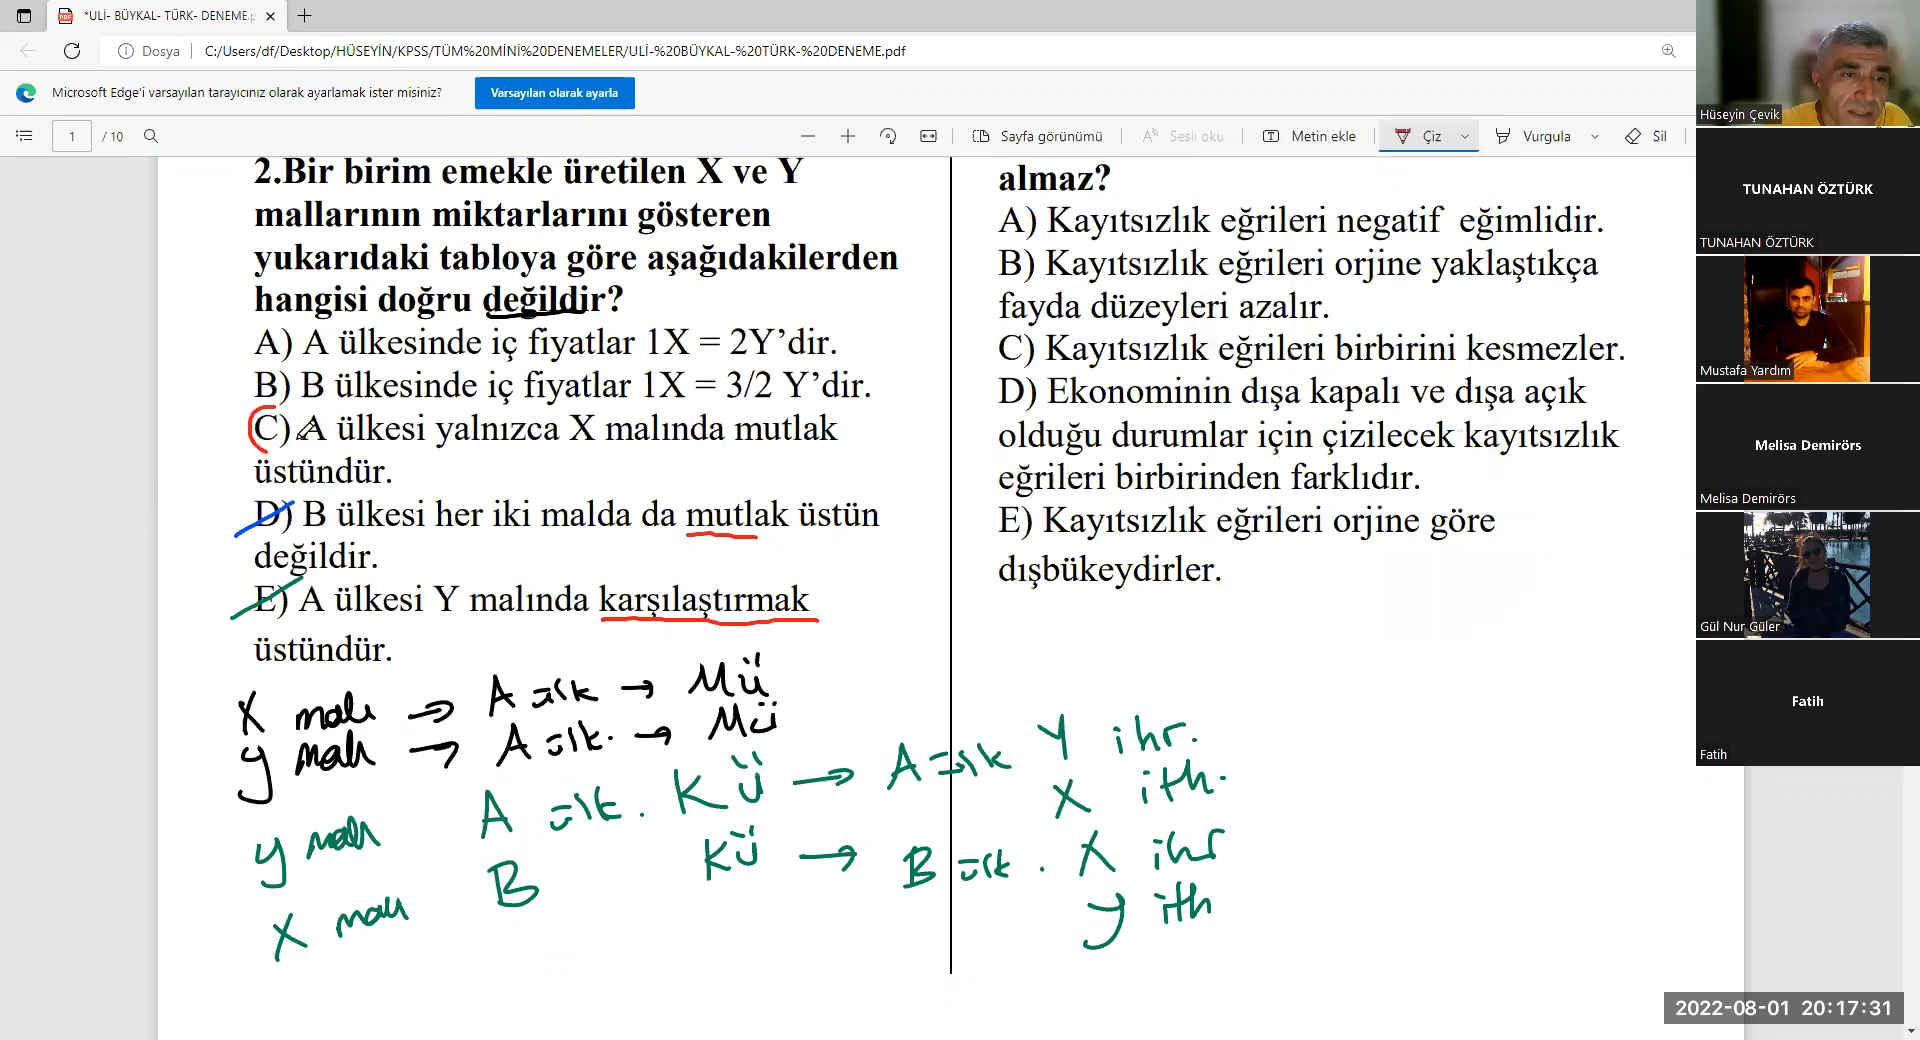 *ULİ- BÜYKAL- TÜRK- DENEME.p
Dosya C:/Users/df/Desktop/HÜSEYİN/KPSS/TÜM%20MİNİ%20DENEMELER/ULİ-%20BÜYKAL-%20TÜRK-%20DENEME.pdf
Microsoft Edge'i varsayılan tarayıcınız olarak ayarlamak ister misiniz? Varsayılan olarak ayarla
1 / 10 Sayfa görünümü Sesli oku Metin ekle Çiz Vurgula Sil
2.Bir birim emekle üretilen X ve Y
mallarının miktarlarını gösteren
yukarıdaki tabloya göre aşağıdakilerden
hangisi doğru değildir?
A) A ülkesinde iç fiyatlar 1X = 2Y'dir.
B) B ülkesinde iç fiyatlar 1X = 3/2 Y'dir.
C) A ülkesi yalnızca X malında mutlak
üstündür.
D) B ülkesi her iki malda da mutlak üstün
değildir.
E) A ülkesi Y malında karşılaştırmak
üstündür.
X malı → A ülk → MÜ
y malı → A ülk. → MÜ
y malı A ülk. KÜ → A ülk Y ihr.
X ith.
X malı B KÜ → B ülk. X ihr
y ith
almaz?
A) Kayıtsızlık eğrileri negatif eğimlidir.
B) Kayıtsızlık eğrileri orjine yaklaştıkça
fayda düzeyleri azalır.
C) Kayıtsızlık eğrileri birbirini kesmezler.
D) Ekonominin dışa kapalı ve dışa açık
olduğu durumlar için çizilecek kayıtsızlık
eğrileri birbirinden farklıdır.
E) Kayıtsızlık eğrileri orjine göre
dışbükeydirler.
Hüseyin Çevik
TUNAHAN ÖZTÜRK
TUNAHAN ÖZTÜRK
Mustafa Yardım
Melisa Demirörs
Melisa Demirörs
Gül Nur Güler
Fatih
Fatih
2022-08-01 20:17:31